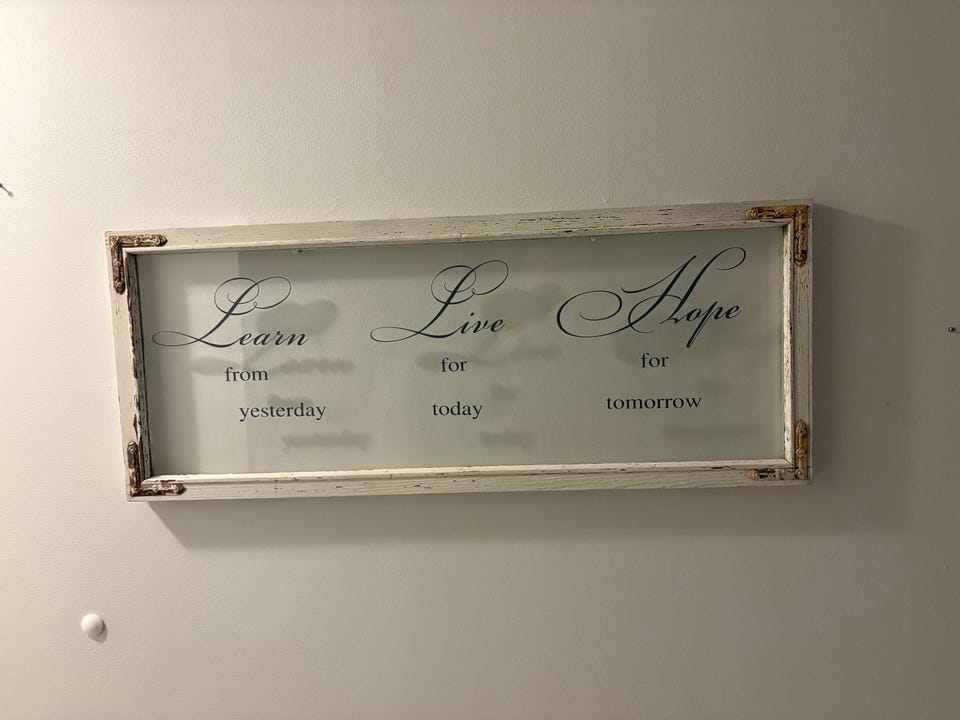 Learn
from
yesterday
Live
for
today
Hope
for
tomorrow